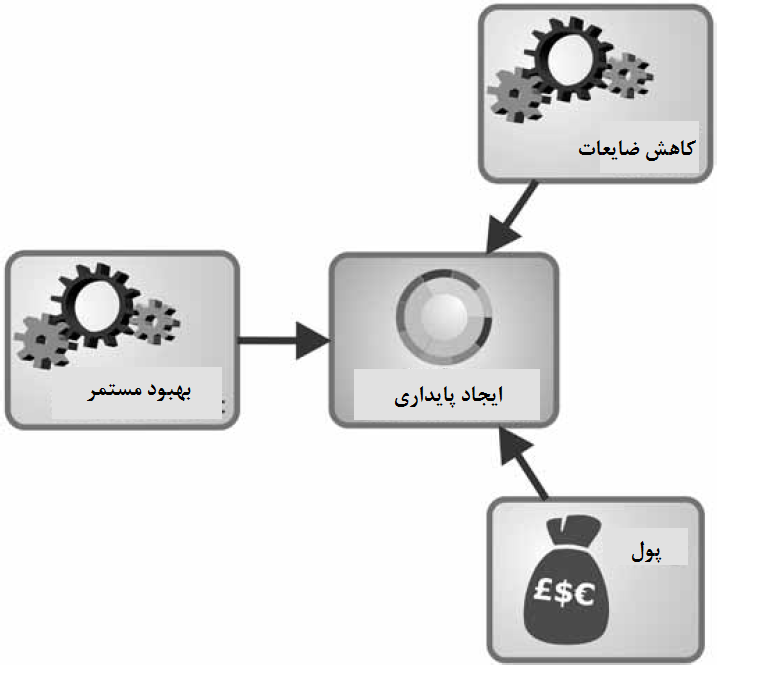 کاهش ضایعات
بهبود مستمر
ایجاد پایداری
پول
£$€